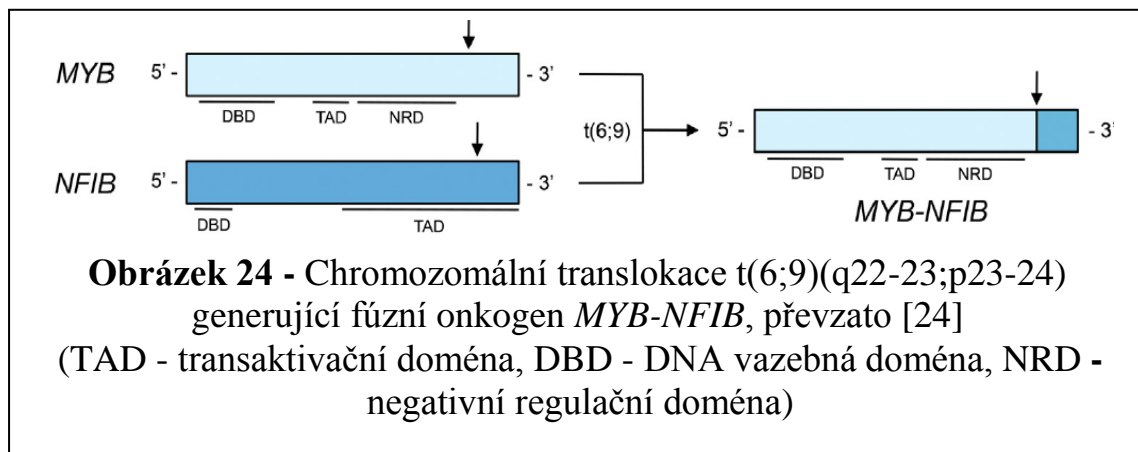 MYB 5’ - - 3’
DBD TAD NRD
t(6;9)
NFIB 5’ - - 3’
DBD TAD
5’ - - 3’
DBD TAD NRD
MYB-NFIB
Obrázek 24 - Chromozomální translokace t(6;9)(q22-23;p23-24)
generující fúzní onkogen MYB-NFIB, převzato [24]
(TAD - transaktivační doména, DBD - DNA vazebná doména, NRD -
negativní regulační doména)